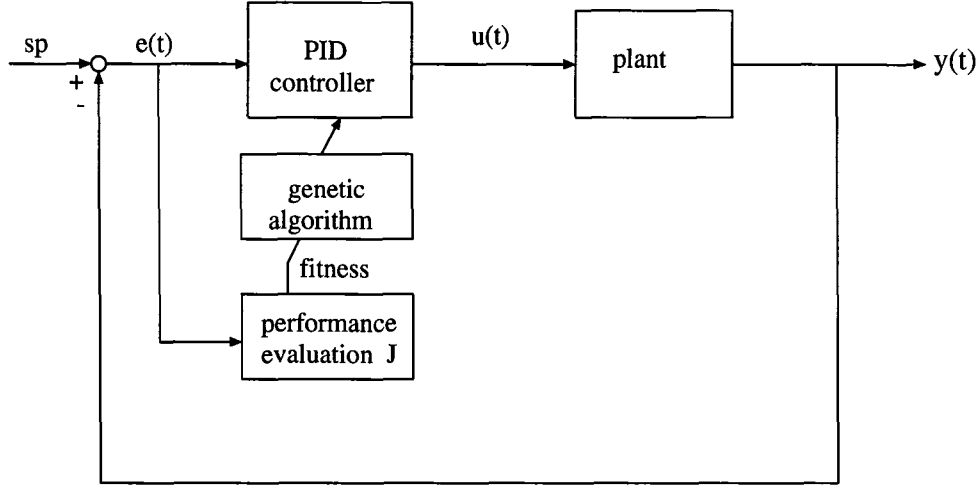 sp
+
-
e(t)
PID
controller
u(t)
plant
y(t)
genetic
algorithm
fitness
performance
evaluation J